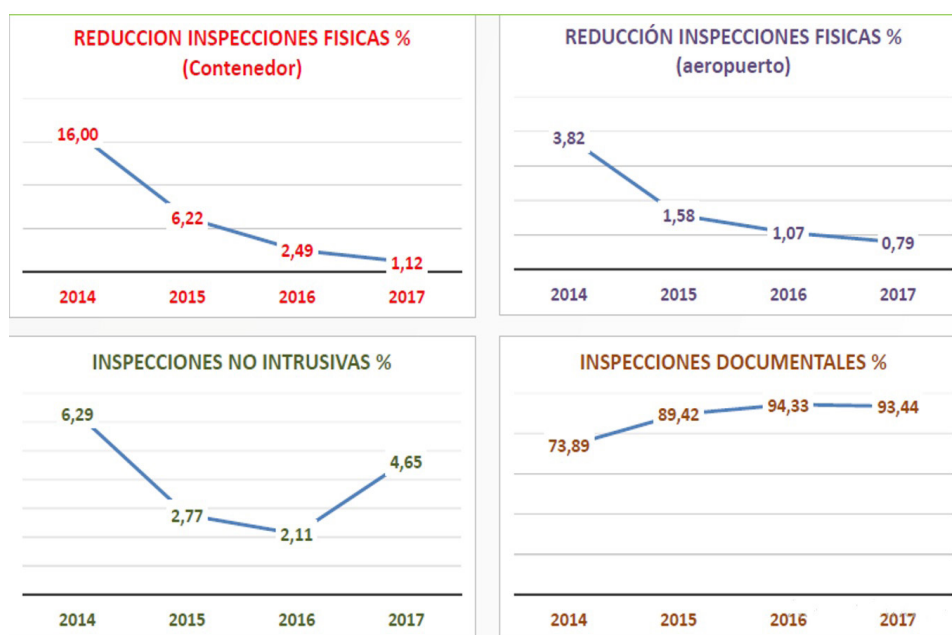 REDUCCION INSPECCIONES FISICAS %
(Contenedor)
16,00
6,22
2,49
1,12
2014 2015 2016 2017
REDUCCIÓN INSPECCIONES FISICAS %
(aeropuerto)
3,82
1,58
1,07
0,79
2014 2015 2016 2017
INSPECCIONES NO INTRUSIVAS %
6,29
2,77
2,11
4,65
2014 2015 2016 2017
INSPECCIONES DOCUMENTALES %
73,89
89,42
94,33
93,44
2014 2015 2016 2017